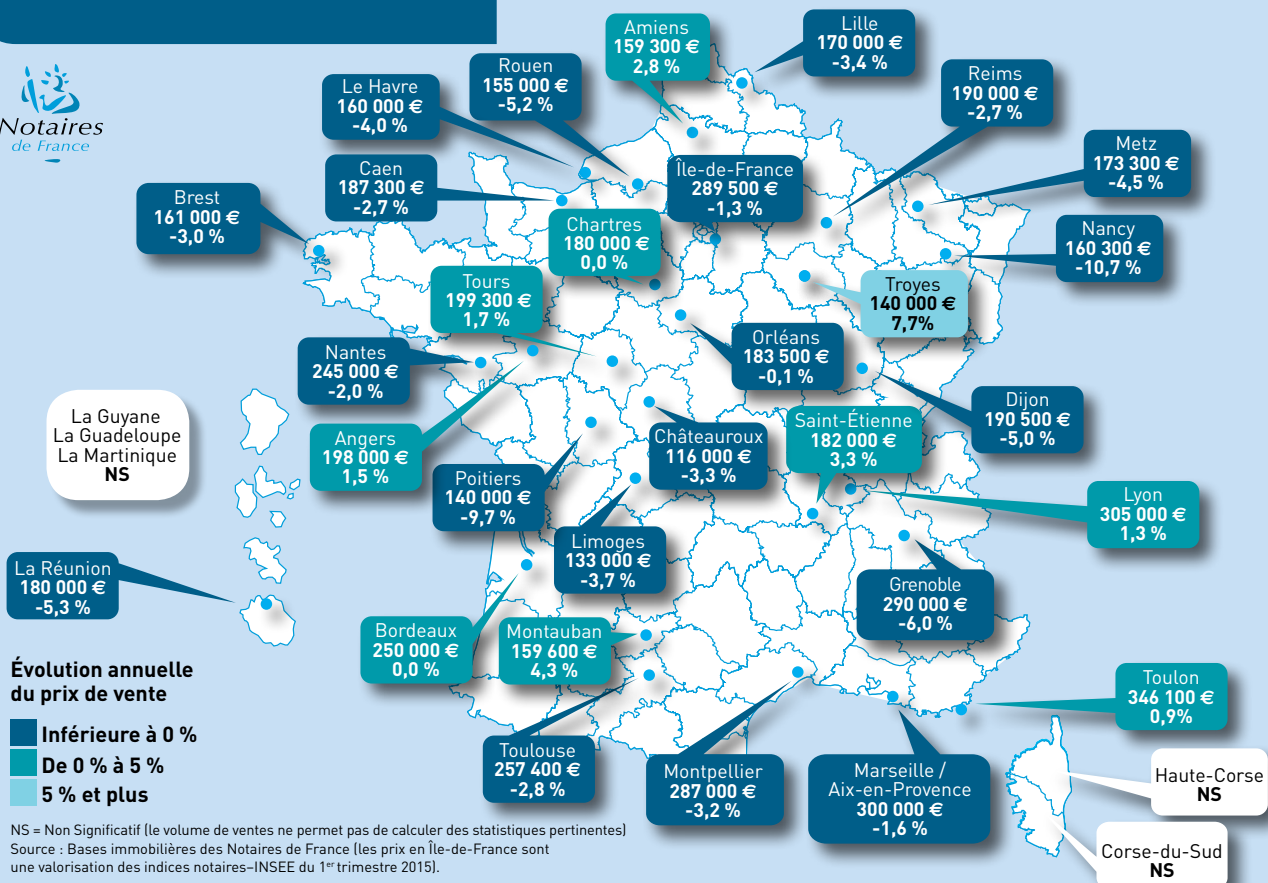 Notaires
de France
Amiens
159 300 €
2,8 %
Lille
170 000 €
-3,4 %
Rouen
155 000 €
-5,2 %
Reims
190 000 €
-2,7 %
Le Havre
160 000 €
-4,0 %
Metz
173 300 €
-4,5 %
Caen
187 300 €
-2,7 %
Île-de-France
289 500 €
-1,3 %
Brest
161 000 €
-3,0 %
Chartres
180 000 €
0,0 %
Nancy
160 300 €
-10,7 %
Tours
199 300 €
1,7 %
Troyes
140 000 €
7,7%
Orléans
183 500 €
-0,1 %
Nantes
245 000 €
-2,0 %
Dijon
190 500 €
-5,0 %
La Guyane
La Guadeloupe
La Martinique
NS
Angers
198 000 €
1,5 %
Châteauroux
116 000 €
-3,3 %
Saint-Étienne
182 000 €
3,3 %
Poitiers
140 000 €
-9,7 %
Lyon
305 000 €
1,3 %
Limoges
133 000 €
-3,7 %
La Réunion
180 000 €
-5,3 %
Grenoble
290 000 €
-6,0 %
Bordeaux
250 000 €
0,0 %
Montauban
159 600 €
4,3 %
Toulon
346 100 €
0,9%
Toulouse
257 400 €
-2,8 %
Montpellier
287 000 €
-3,2 %
Marseille /
Aix-en-Provence
300 000 €
-1,6 %
Haute-Corse
NS
Corse-du-Sud
NS
Évolution annuelle
du prix de vente
Inférieure à 0 %
De 0 % à 5 %
5 % et plus
NS = Non Significatif (le volume de ventes ne permet pas de calculer des statistiques pertinentes)
Source : Bases immobilières des Notaires de France (les prix en Île-de-France sont
une valorisation des indices notaires–INSEE du 1er trimestre 2015).